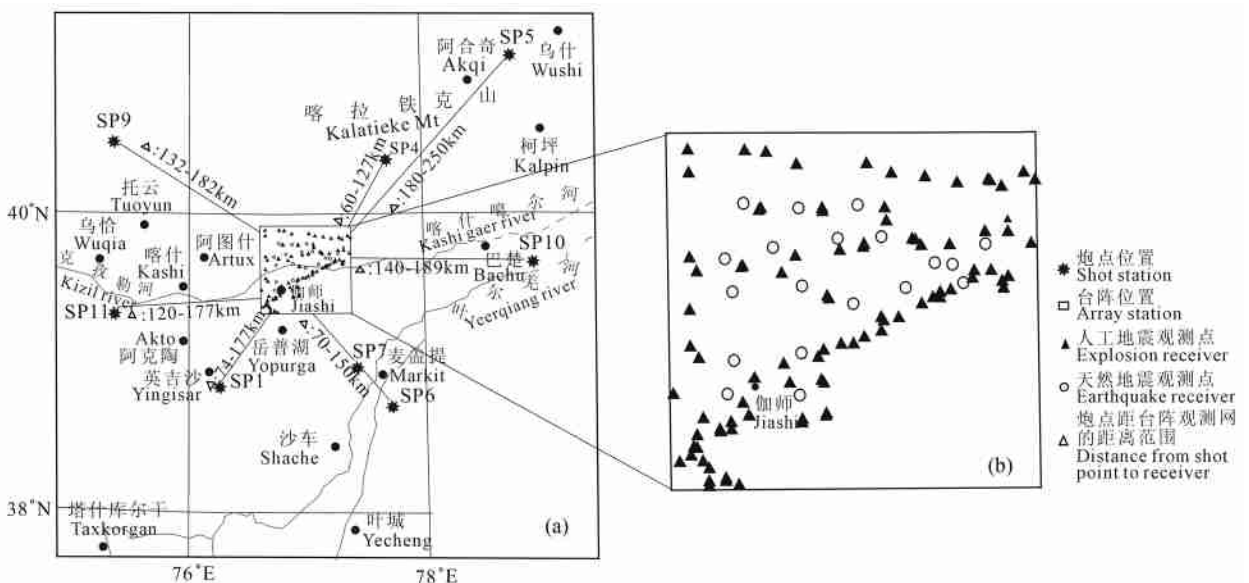 阿合奇
Akqi
SP5
乌什
Wushi
喀拉铁克山
Kalatieke Mt
SP9
SP4
柯坪
Kalpin
△:132-182km
△:60-127km
△:180-250km
托云
Tuoyun
40°N
乌恰
Wuqia
喀什
Kashi
阿图什
Artux
喀什噶尔河
Kashi gaer river
SP10
巴楚
Bachu
△:140-189km
克孜勒河
Kizil river
伽师
Jiashi
叶尔羌河
Yeerqiang river
SP11
△:120-177km
Akto
阿克陶
岳普湖
Yopurga
△:74-177km
△:70-150km
SP7
麦盖提
Markit
英吉沙
Yingisar
SP1
SP6
沙车
Shache
38°N
塔什库尔干
Taxkorgan
叶城
Yecheng
(a)
76°E
78°E
伽师
Jiashi
(b)
炮点位置
Shot station
台阵位置
Array station
人工地震观测点
Explosion receiver
天然地震观测点
Earthquake receiver
炮点距台阵观测网
△ 的距离范围
Distance from shot
point to receiver